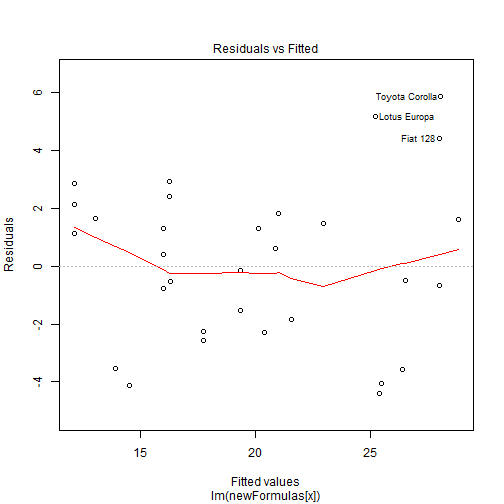 Residuals vs Fitted
6
4
2
0
-2
-4
Residuals
Toyota Corolla
Lotus Europa
Fiat 128
15
20
25
Fitted values
lm(newFormulas[x])